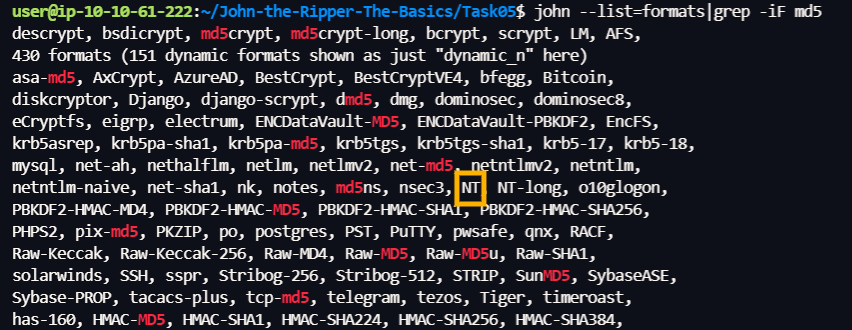 user@ip-10-10-61-222:~/John-the-Ripper-The-Basics/Task05$ john --list=formats|grep -iF md5
descrypt, bsdicrypt, md5crypt, md5crypt-long, bcrypt, scrypt, LM, AFS,
430 formats (151 dynamic formats shown as just "dynamic_n" here)
asa-md5, AxCrypt, AzureAD, BestCrypt, BestCryptVE4, bfegg, Bitcoin,
diskcryptor, Django, django-scrypt, dmd5, dmg, dominosec, dominosec8,
eCryptfs, eigrp, electrum, ENCDataVault-MD5, ENCDataVault-PBKDF2, EncFS,
krb5asrep, krb5pa-sha1, krb5pa-md5, krb5tgs, krb5tgs-sha1, krb5-17, krb5-18,
mysql, net-ah, nethalflm, netlm, netlmv2, net-md5, netntlmv2, netntlm,
netntlm-naive, net-sha1, nk, notes, md5ns, nsec3, NT, NT-long, o10glogon,
PBKDF2-HMAC-MD4, PBKDF2-HMAC-MD5, PBKDF2-HMAC-SHA1, PBKDF2-HMAC-SHA256,
PHPS2, pix-md5, PKZIP, po, postgres, PST, PuTTY, pwsafe, qnx, RACF,
Raw-Keccak, Raw-Keccak-256, Raw-MD4, Raw-MD5, Raw-MD5u, Raw-SHA1,
solarwinds, SSH, sspr, Stribog-256, Stribog-512, STRIP, SunMD5, SybaseASE,
Sybase-PROP, tacacs-plus, tcp-md5, telegram, tezos, Tiger, timeroast,
has-160, HMAC-MD5, HMAC-SHA1, HMAC-SHA224, HMAC-SHA256, HMAC-SHA384,